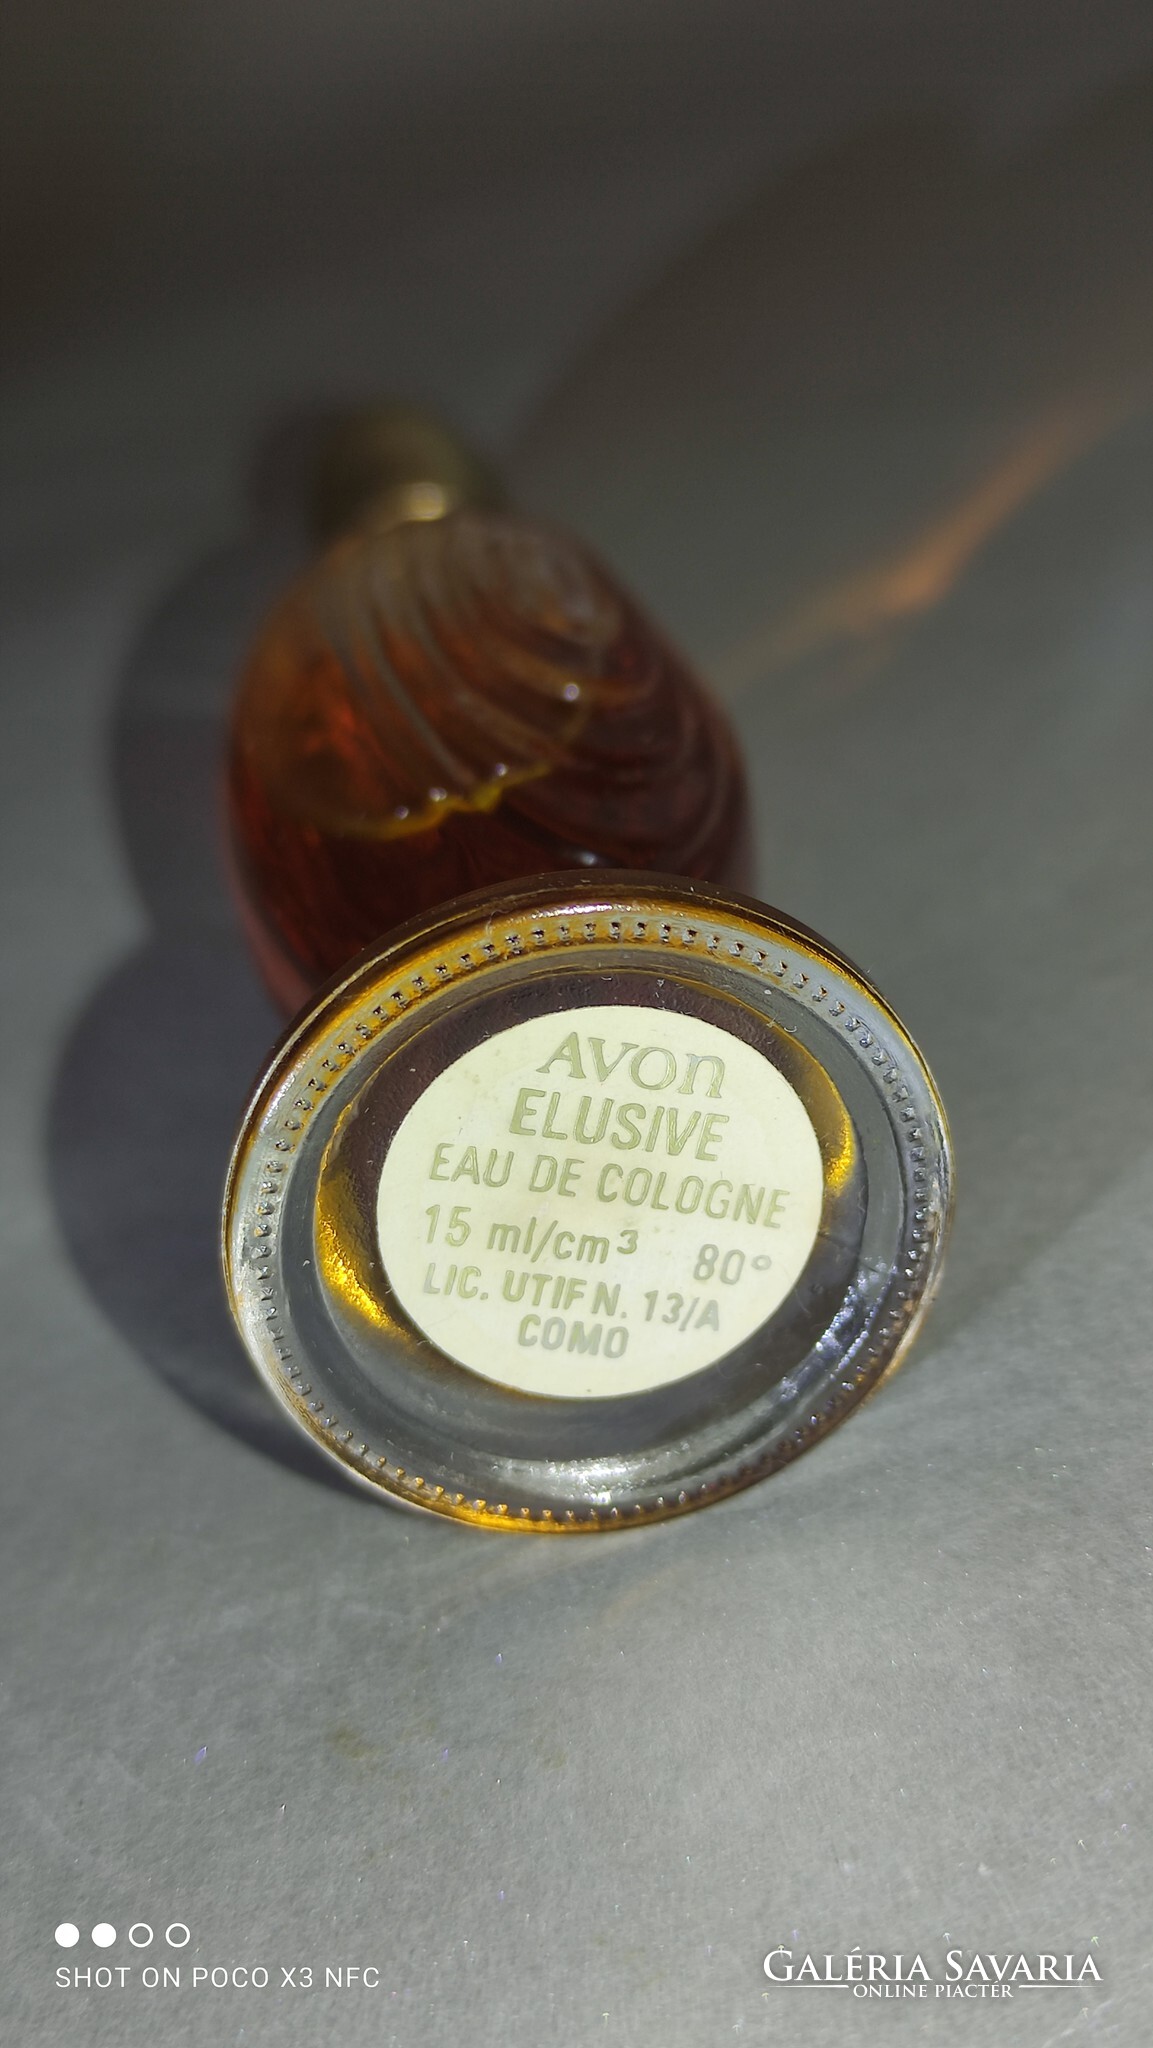 AVON
ELUSIVE
EAU DE COLOGNE
15 ml/cm³ 80°
LIC. UTIF N. 13/A
COMO
SHOT ON POCO X3 NFC
GALÉRIA SAVARIA
ONLINE PIACTÉR